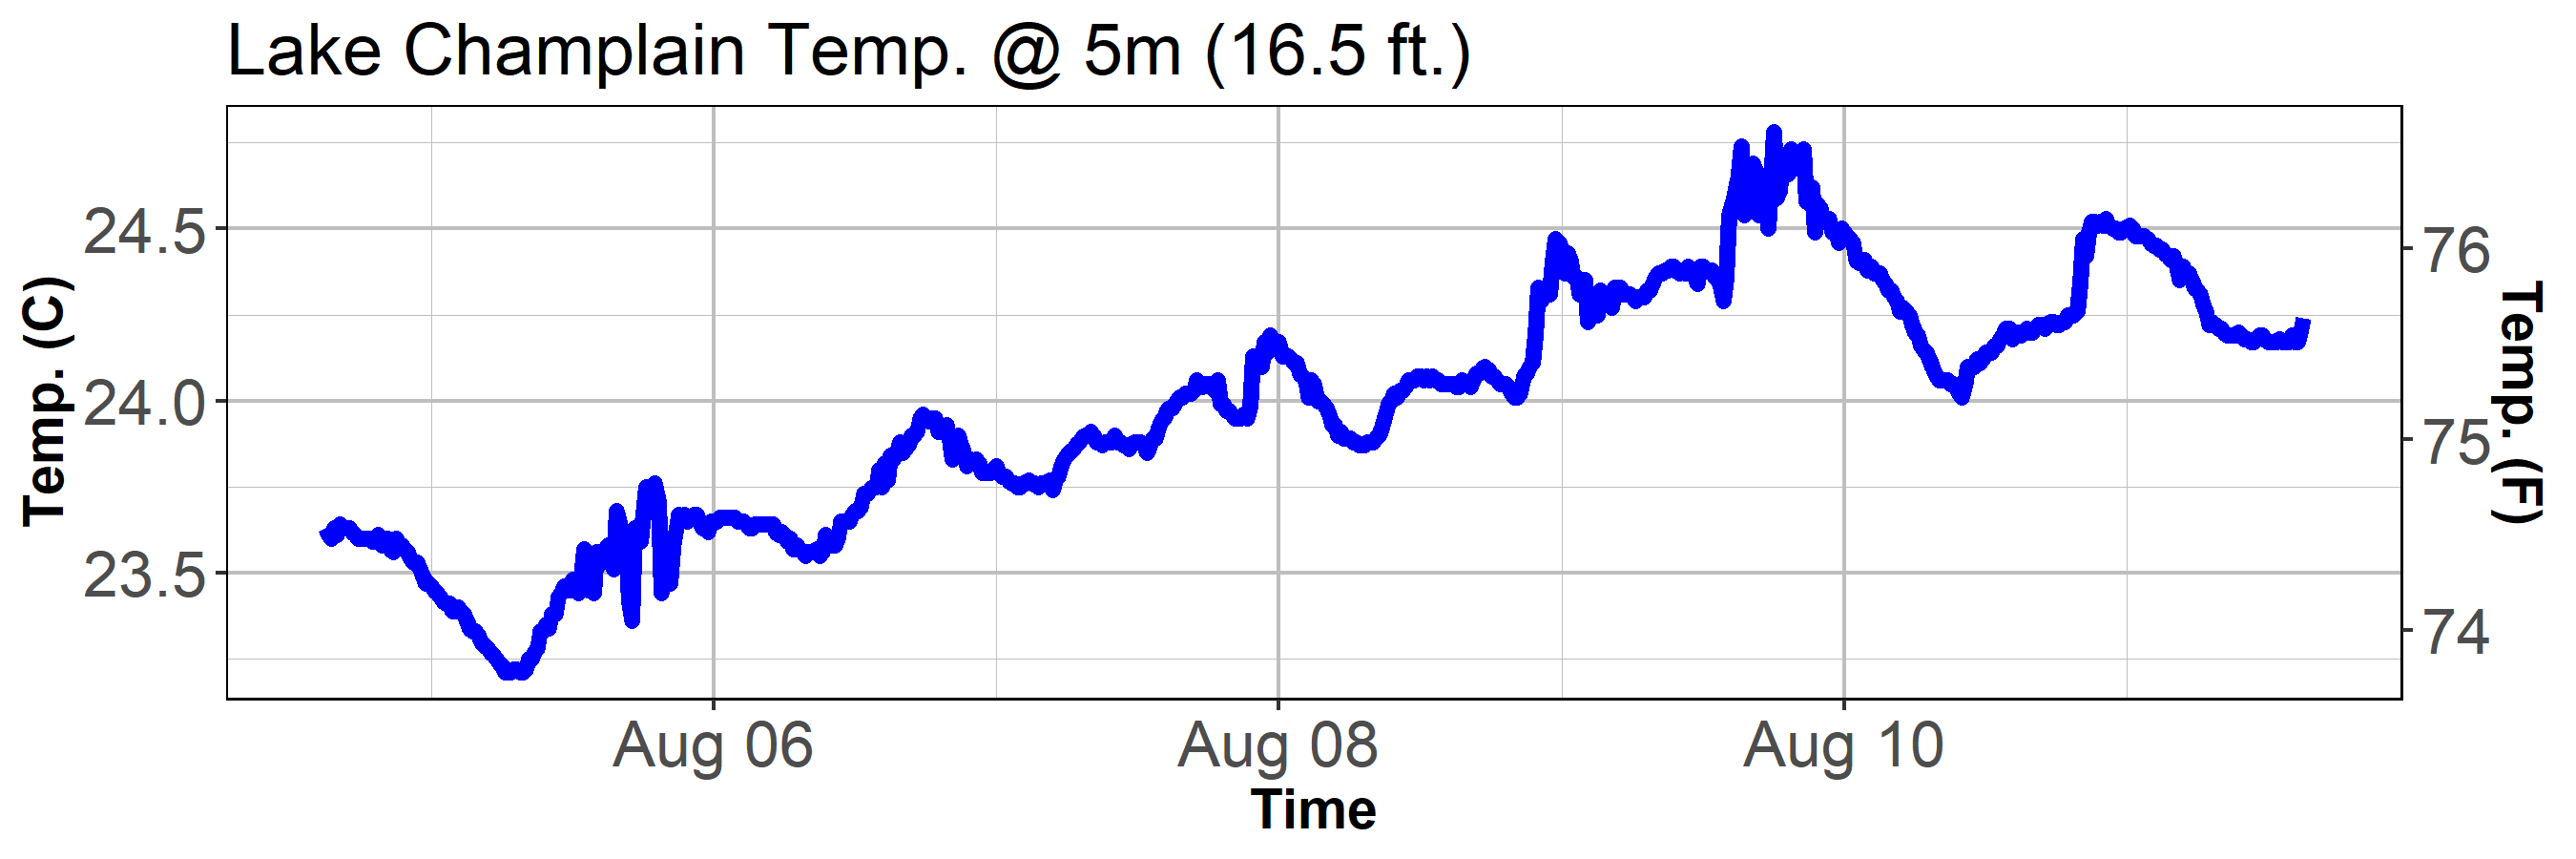 Lake Champlain Temp. @ 5m (16.5 ft.)
Temp. (C)
24.5
24.0
23.5
76
75
74
Temp. (F)
Aug 06 Aug 08 Aug 10
Time